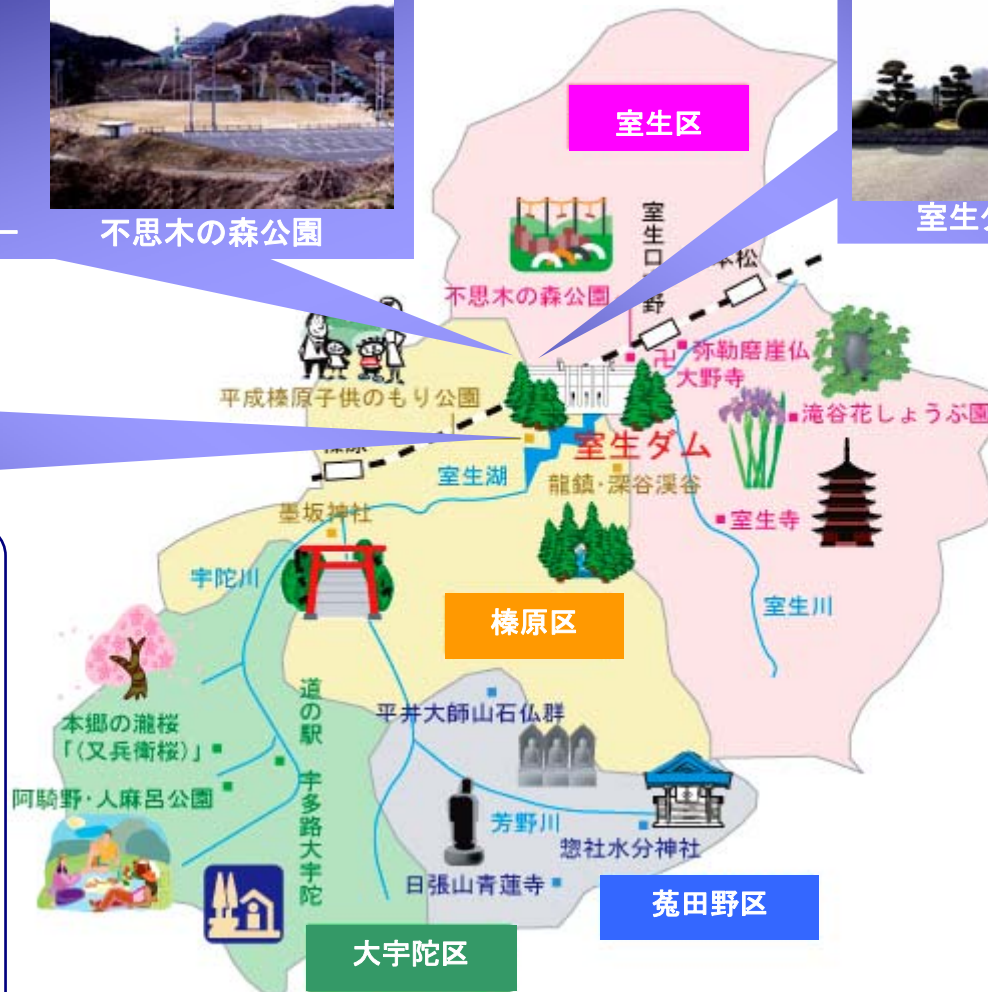 不思木の森公園
室生区
室生口
野
本松
不思木の森公園
弥勒磨崖仏
大野寺
平成榛原子供のもり公園
滝谷花しょうぶ園
榛原
室生ダム
室生湖
龍鎮・深谷渓谷
墨坂神社
室生寺
宇陀川
室生川
榛原区
道の駅 宇多路大宇陀
平井大師山石仏群
本郷の瀧桜
「(又兵衛桜)」
阿騎野・人麻呂公園
芳野川
惣社水分神社
日張山青蓮寺
菟田野区
大宇陀区